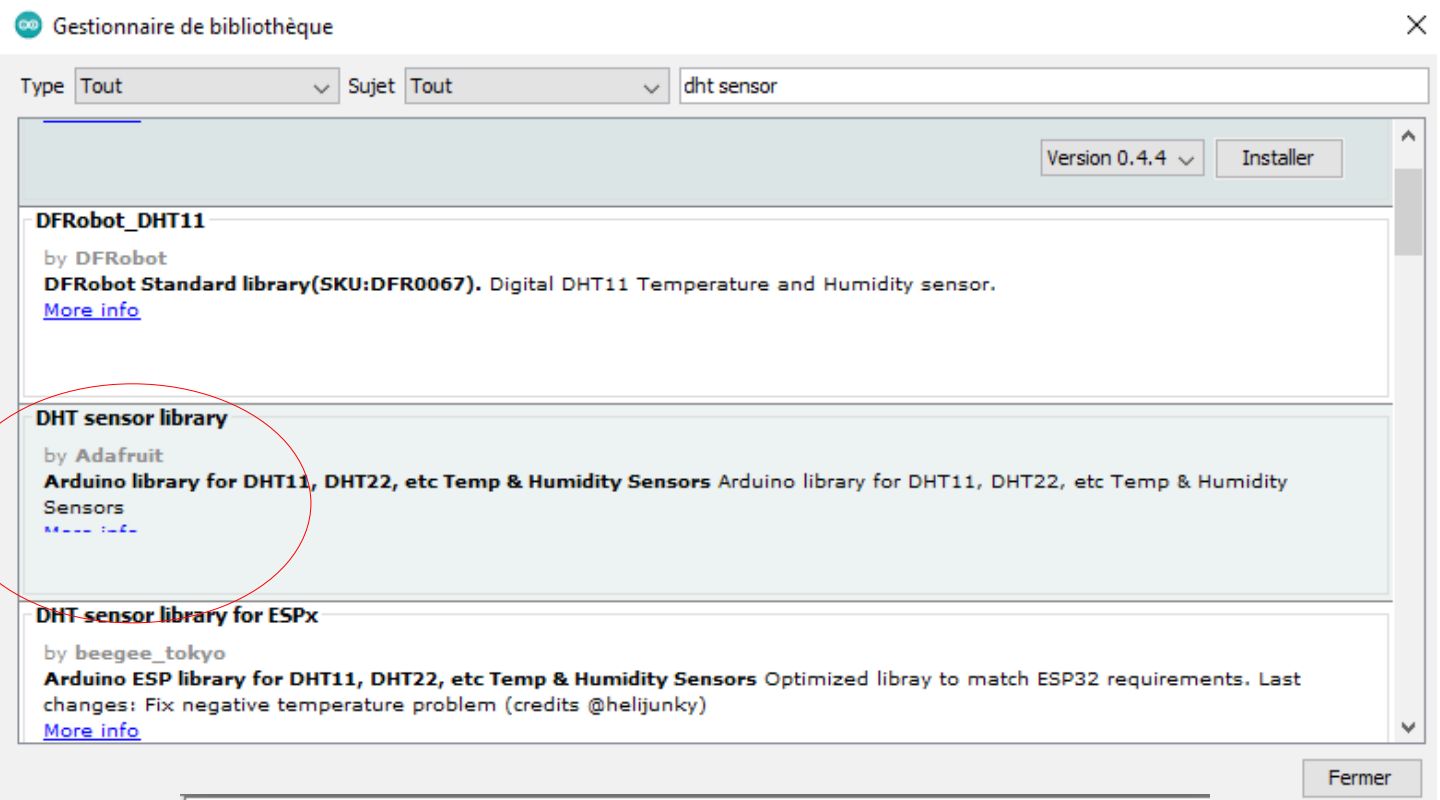 Gestionnaire de bibliothèque
Type Tout Sujet Tout dht sensor
Version 0.4.4 Installer
DFRobot_DHT11
by DFRobot
DFRobot Standard library(SKU:DFR0067). Digital DHT11 Temperature and Humidity sensor.
More info
DHT sensor library
by Adafruit
Arduino library for DHT11, DHT22, etc Temp & Humidity Sensors Arduino library for DHT11, DHT22, etc Temp & Humidity
Sensors
More info
DHT sensor library for ESPx
by beegee_tokyo
Arduino ESP library for DHT11, DHT22, etc Temp & Humidity Sensors Optimized libray to match ESP32 requirements. Last
changes: Fix negative temperature problem (credits @helijunky)
More info
Fermer